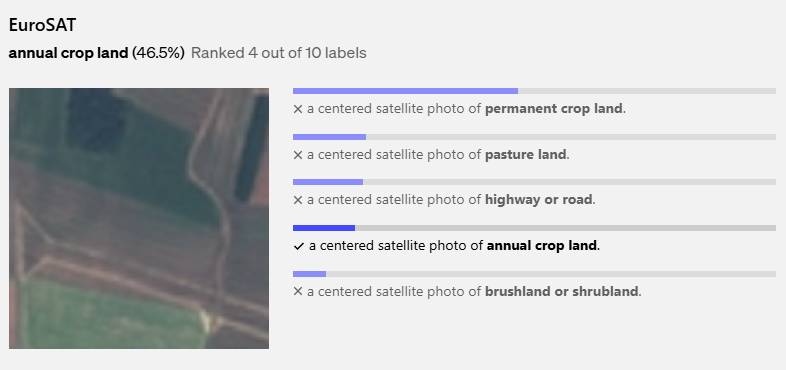 EuroSAT
annual crop land (46.5%) Ranked 4 out of 10 labels
× a centered satellite photo of permanent crop land.
× a centered satellite photo of pasture land.
× a centered satellite photo of highway or road.
✓ a centered satellite photo of annual crop land.
× a centered satellite photo of brushland or shrubland.